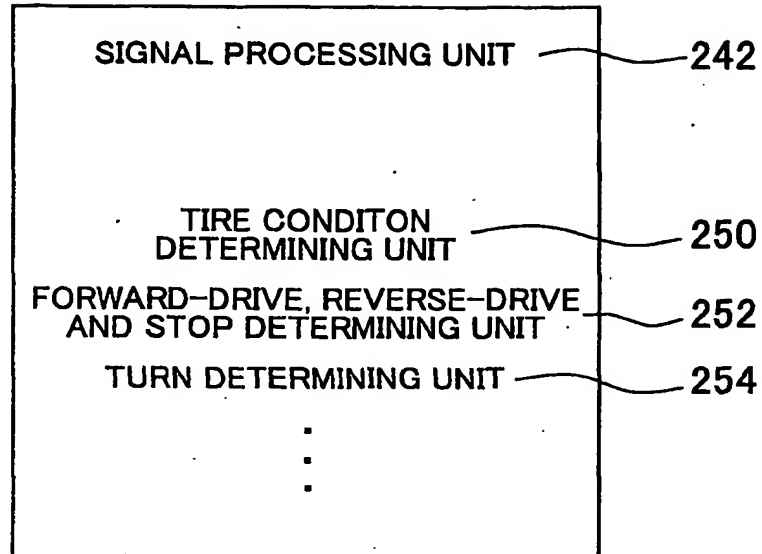 SIGNAL PROCESSING UNIT 242
TIRE CONDITON
DETERMINING UNIT 250
FORWARD-DRIVE, REVERSE-DRIVE
AND STOP DETERMINING UNIT 252
TURN DETERMINING UNIT 254